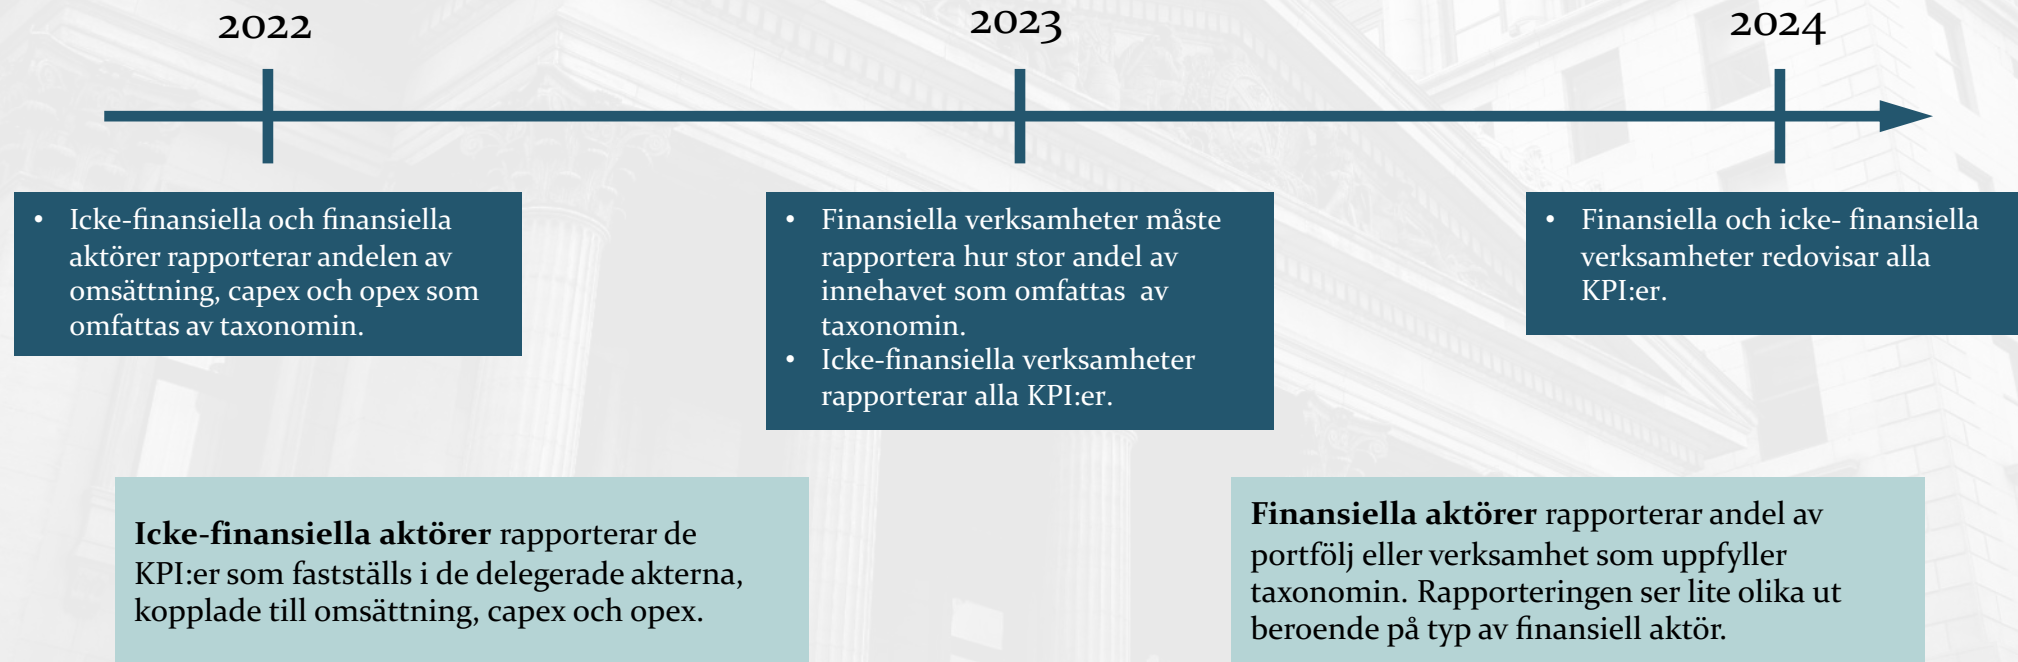 2022
2023
2024
• Icke-finansiella och finansiella
aktörer rapporterar andelen av
omsättning, capex och opex som
omfattas av taxonomin.
• Finansiella verksamheter måste
rapportera hur stor andel av
innehavet som omfattas av
taxonomin.
• Icke-finansiella verksamheter
rapporterar alla KPI:er.
• Finansiella och icke- finansiella
verksamheter redovisar alla
KPI:er.
Icke-finansiella aktörer rapporterar de
KPI:er som fastställs i de delegerade akterna,
kopplade till omsättning, capex och opex.
Finansiella aktörer rapporterar andel av
portfölj eller verksamhet som uppfyller
taxonomin. Rapporteringen ser lite olika ut
beroende på typ av finansiell aktör.